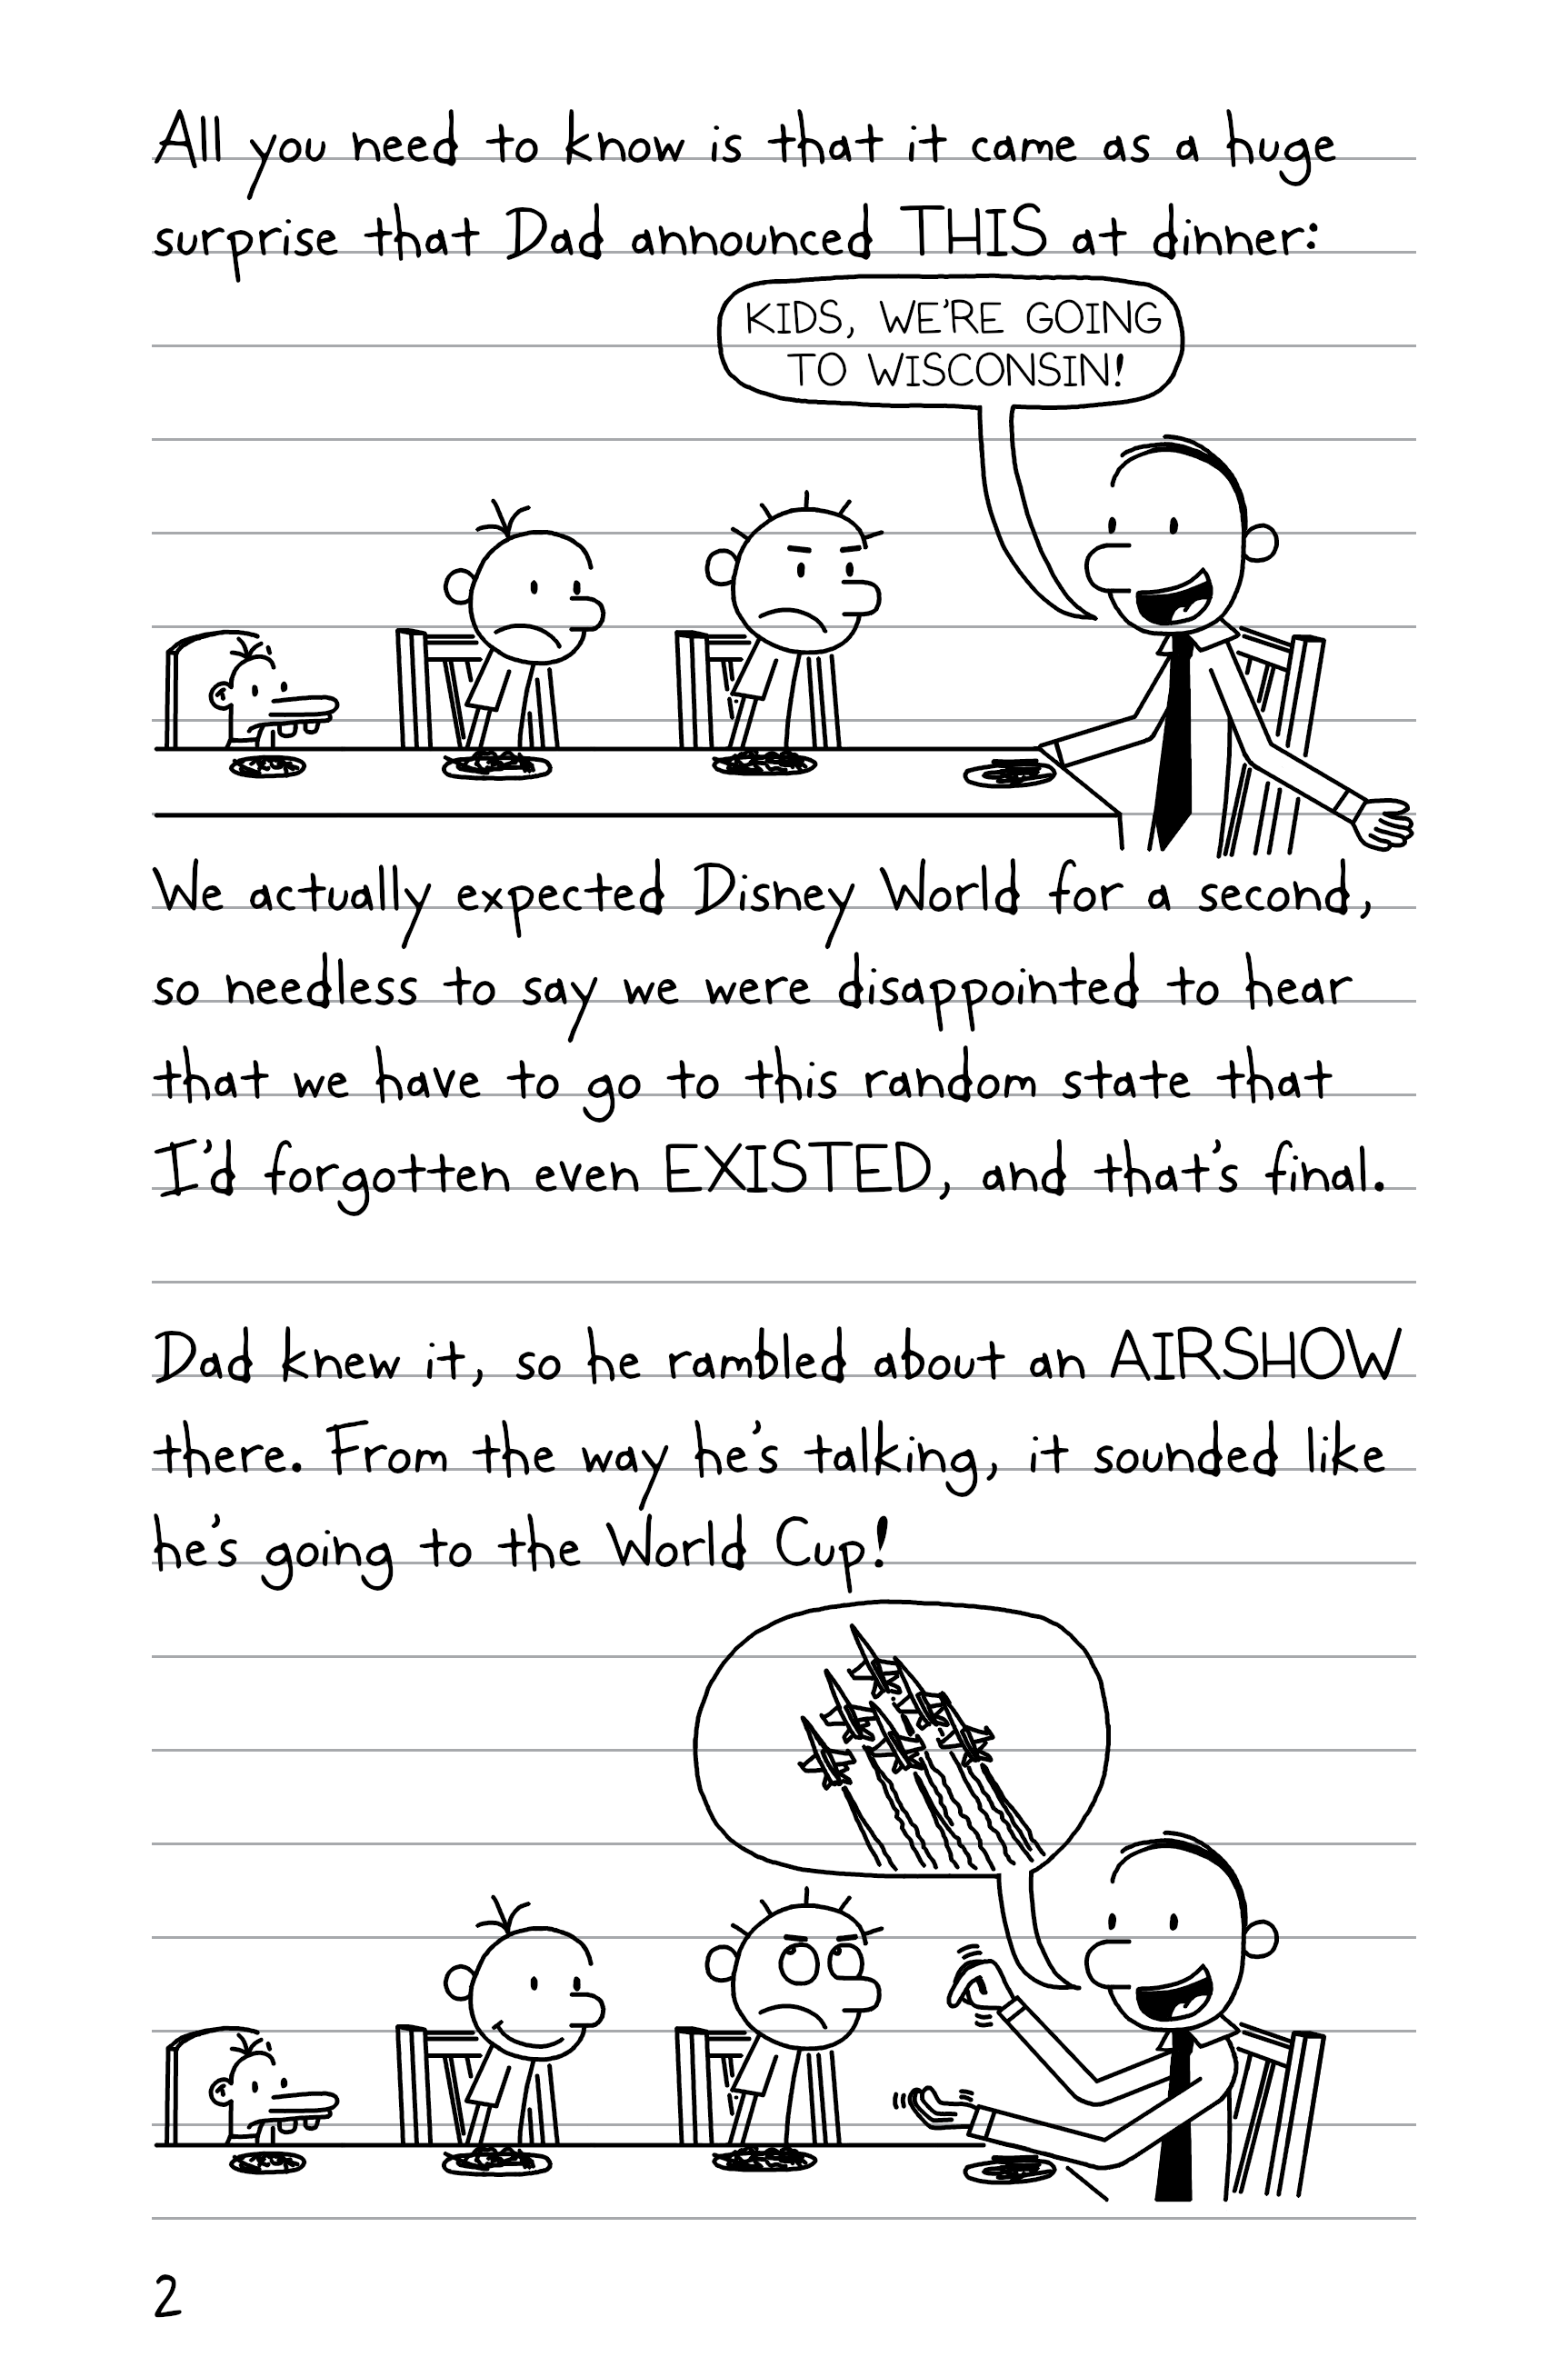 All you need to know is that it came as a huge
surprise that Dad announced THIS at dinner:
KIDS, WE'RE GOING
TO WISCONSIN!
We actually expected Disney World for a second,
so needless to say we were disappointed to hear
that we have to go to this random state that
I'd forgotten even EXISTED, and that's final.
Dad knew it, so he rambled about an AIRSHOW
there. From the way he's talking, it sounded like
he's going to the World Cup!
2